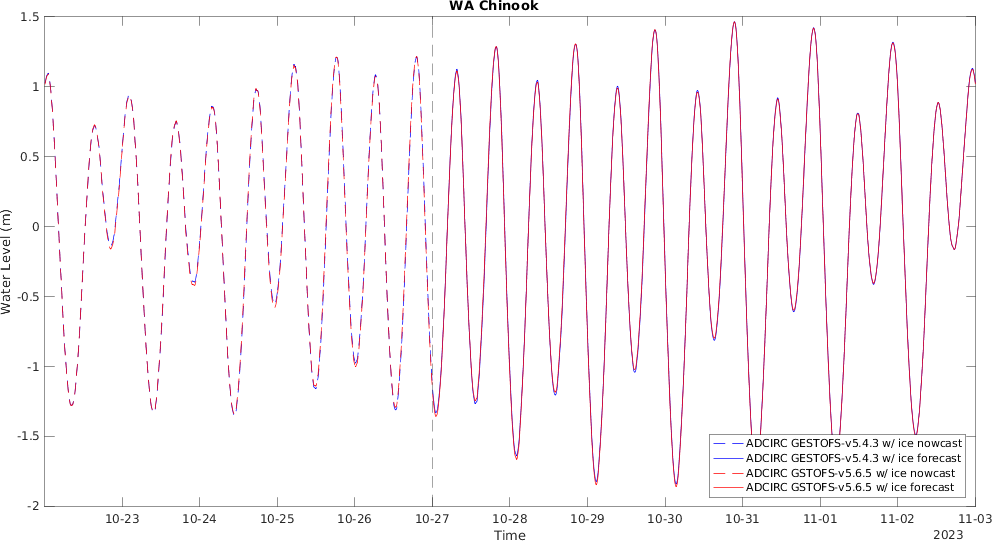 WA Chinook
1.5
1
0.5
0
-0.5
-1
-1.5
-2
Water Level (m)
ADCIRC GESTOFS-v5.4.3 w/ ice nowcast
ADCIRC GESTOFS-v5.4.3 w/ ice forecast
ADCIRC GSTOFS-v5.6.5 w/ ice nowcast
ADCIRC GSTOFS-v5.6.5 w/ ice forecast
10-23 10-24 10-25 10-26 10-27 10-28 10-29 10-30 10-31 11-01 11-02 11-03
Time
2023